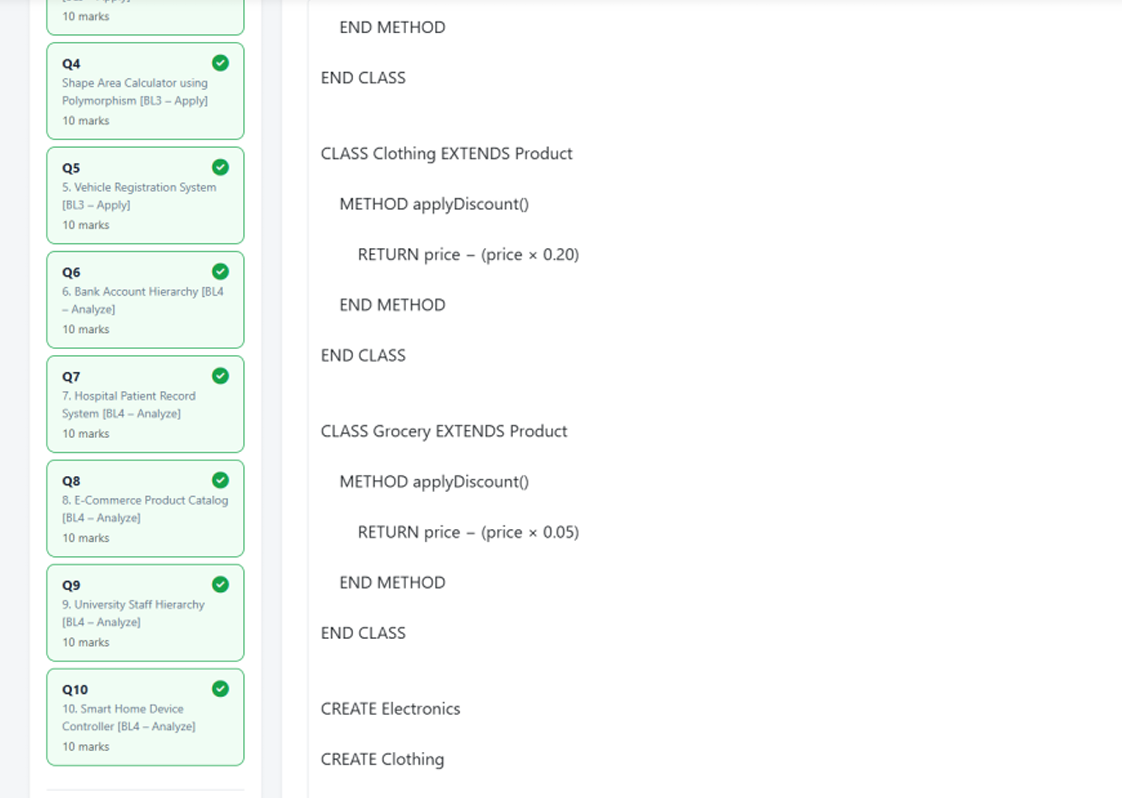 10 marks
Q4
Shape Area Calculator using
Polymorphism [BL3 – Apply]
10 marks
Q5
5. Vehicle Registration System
[BL3 – Apply]
10 marks
Q6
6. Bank Account Hierarchy [BL4
– Analyze]
10 marks
Q7
7. Hospital Patient Record
System [BL4 – Analyze]
10 marks
Q8
8. E-Commerce Product Catalog
[BL4 – Analyze]
10 marks
Q9
9. University Staff Hierarchy
[BL4 – Analyze]
10 marks
Q10
10. Smart Home Device
Controller [BL4 – Analyze]
10 marks
END METHOD
END CLASS
CLASS Clothing EXTENDS Product
METHOD applyDiscount()
RETURN price − (price × 0.20)
END METHOD
END CLASS
CLASS Grocery EXTENDS Product
METHOD applyDiscount()
RETURN price − (price × 0.05)
END METHOD
END CLASS
CREATE Electronics
CREATE Clothing